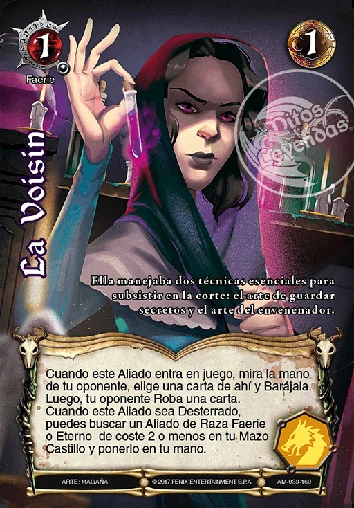 1
1
Faerie
Mitos
Leyendas
La Voisin
Ella manejaba dos técnicas esenciales para
subsistir en la corte: el arte de guardar
secretos y el arte del envenenador.
Cuando este Aliado entra en juego, mira la mano
de tu oponente, elige una carta de ahí y Barájala.
Luego, tu oponente Roba una carta.
Cuando este Aliado sea Desterrado,
puedes buscar un Aliado de Raza Faerie
o Eterno de coste 2 o menos en tu Mazo
Castillo y ponerlo en tu mano.
ARTE: MAGAÑA
© 2017 FENIX ENTERTAINMENT S.P.A